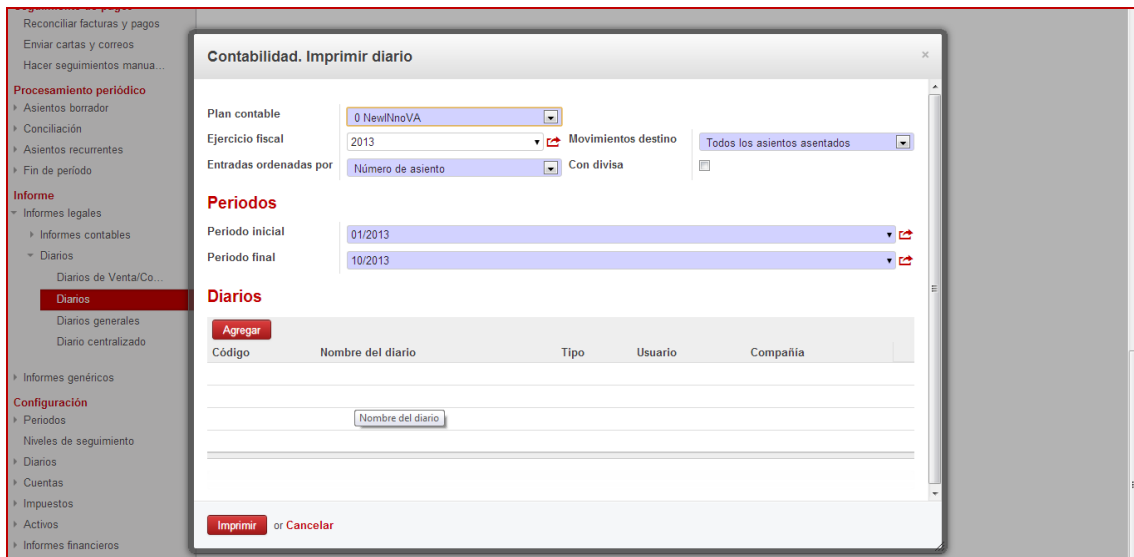 Seguimiento de pagos
Reconciliar facturas y pagos
Enviar cartas y correos
Hacer seguimientos manua...
Procesamiento periódico
Asientos borrador
Conciliación
Asientos recurrentes
Fin de período
Informe
Informes legales
Informes contables
Diarios
Diarios de Venta/Co...
Diarios
Diarios generales
Diario centralizado
Informes genéricos
Configuración
Periodos
Niveles de seguimiento
Diarios
Cuentas
Impuestos
Activos
Informes financieros
Contabilidad. Imprimir diario ×
Plan contable 0 NewINnoVA
Ejercicio fiscal 2013 Movimientos destino Todos los asientos asentados
Entradas ordenadas por Número de asiento Con divisa
Periodos
Periodo inicial 01/2013
Periodo final 10/2013
Diarios
Agregar
Código Nombre del diario Tipo Usuario Compañía
Nombre del diario
Imprimir or Cancelar